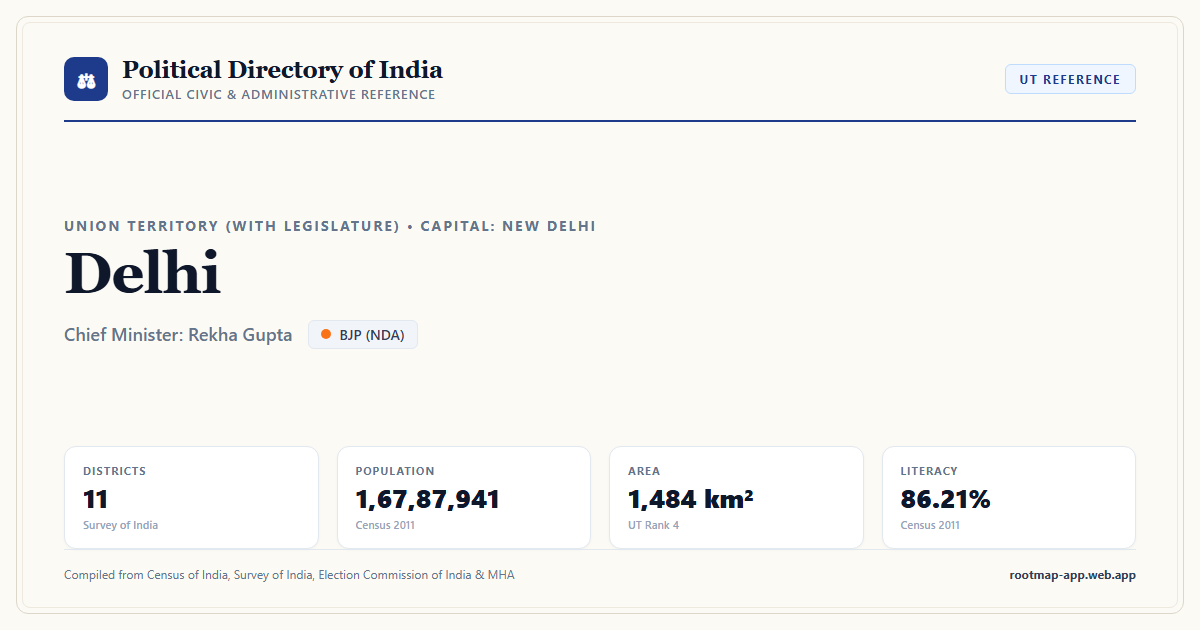 Political Directory of India
OFFICIAL CIVIC & ADMINISTRATIVE REFERENCE
UT REFERENCE
UNION TERRITORY (WITH LEGISLATURE) • CAPITAL: NEW DELHI
Delhi
Chief Minister: Rekha Gupta
BJP (NDA)
DISTRICTS
11
Survey of India
POPULATION
1,67,87,941
Census 2011
AREA
1,484 km²
UT Rank 4
LITERACY
86.21%
Census 2011
Compiled from Census of India, Survey of India, Election Commission of India & MHA
rootmap-app.web.app